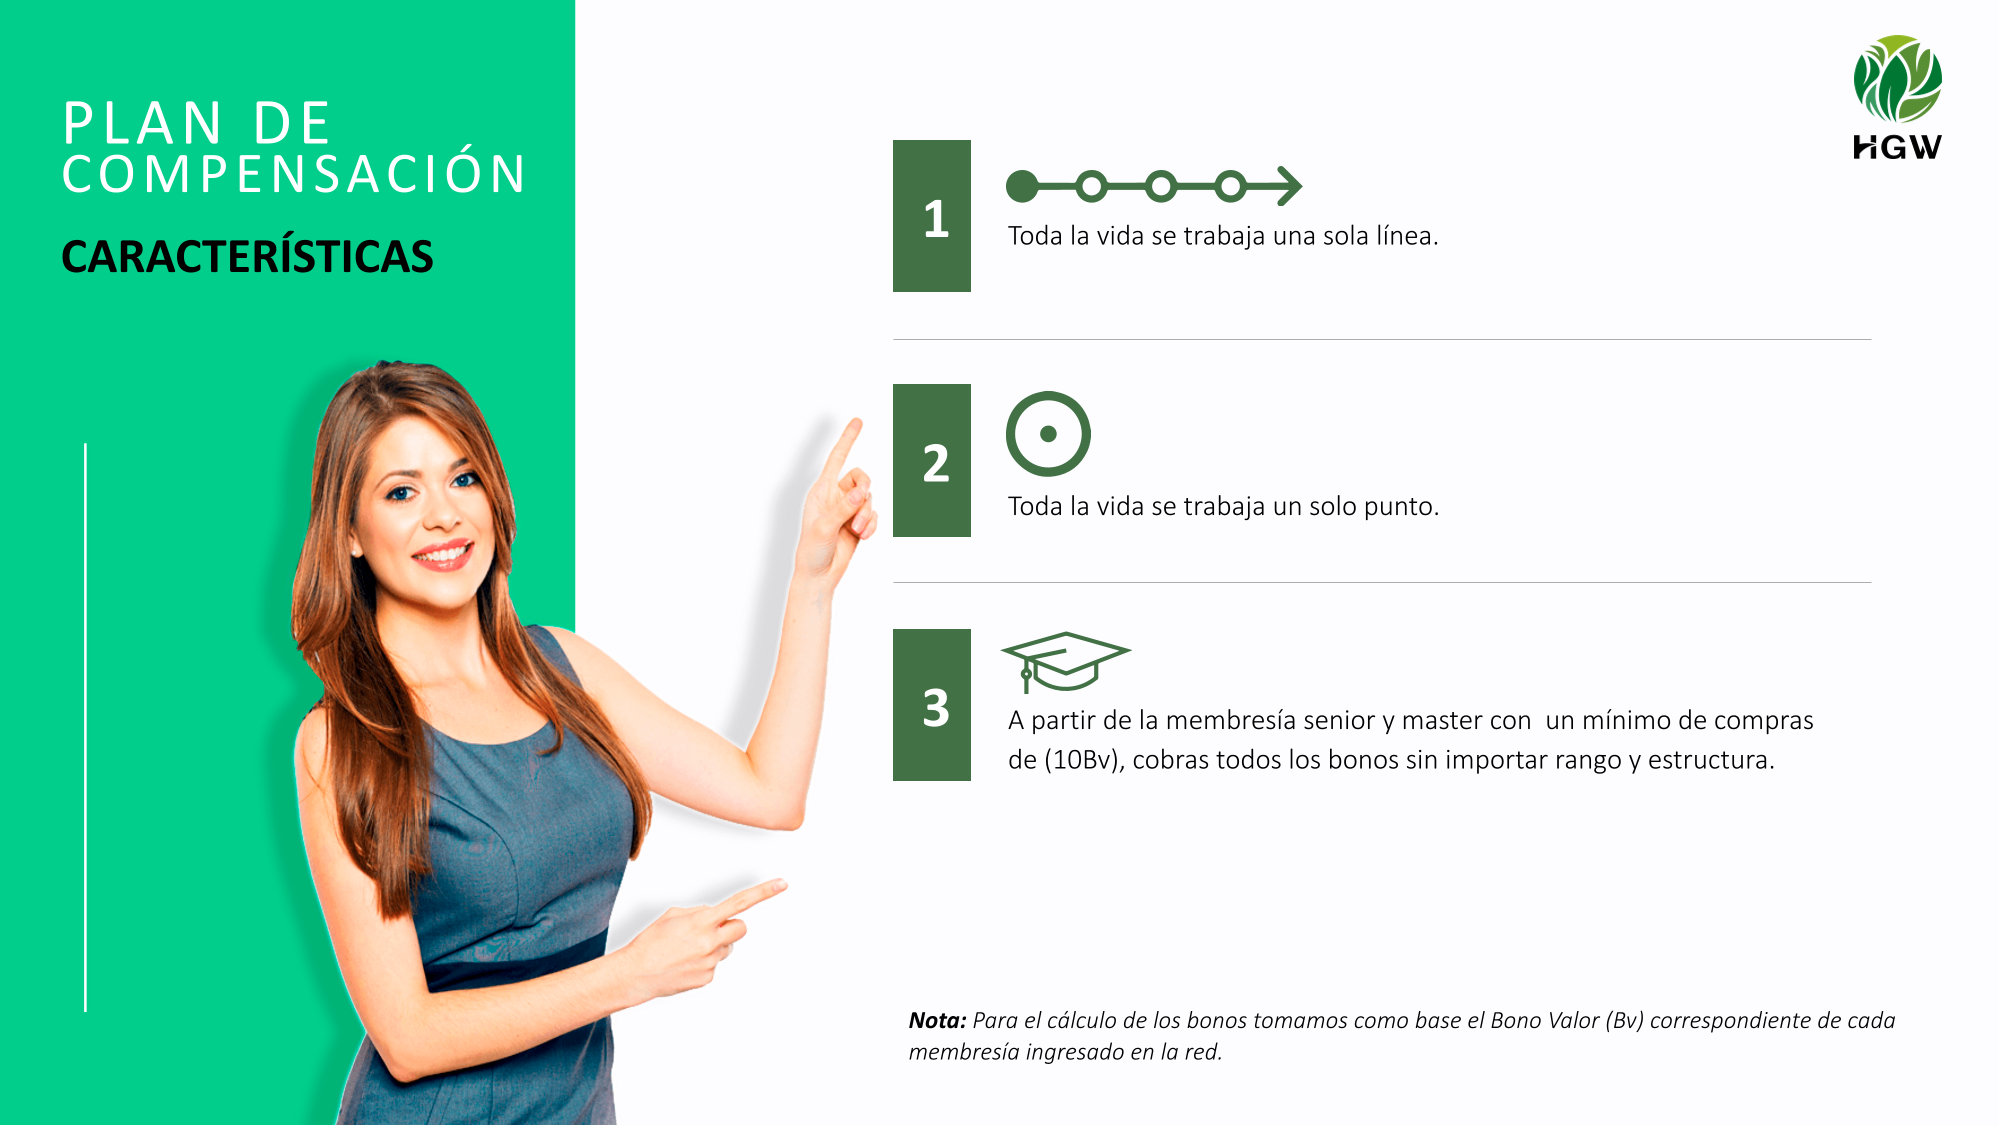 PLAN DE
COMPENSACIÓN
CARACTERÍSTICAS
HGW
1
Toda la vida se trabaja una sola línea.
2
Toda la vida se trabaja un solo punto.
3
A partir de la membresía senior y master con  un mínimo de compras
de (10Bv), cobras todos los bonos sin importar rango y estructura.
Nota: Para el cálculo de los bonos tomamos como base el Bono Valor (Bv) correspondiente de cada
membresía ingresado en la red.